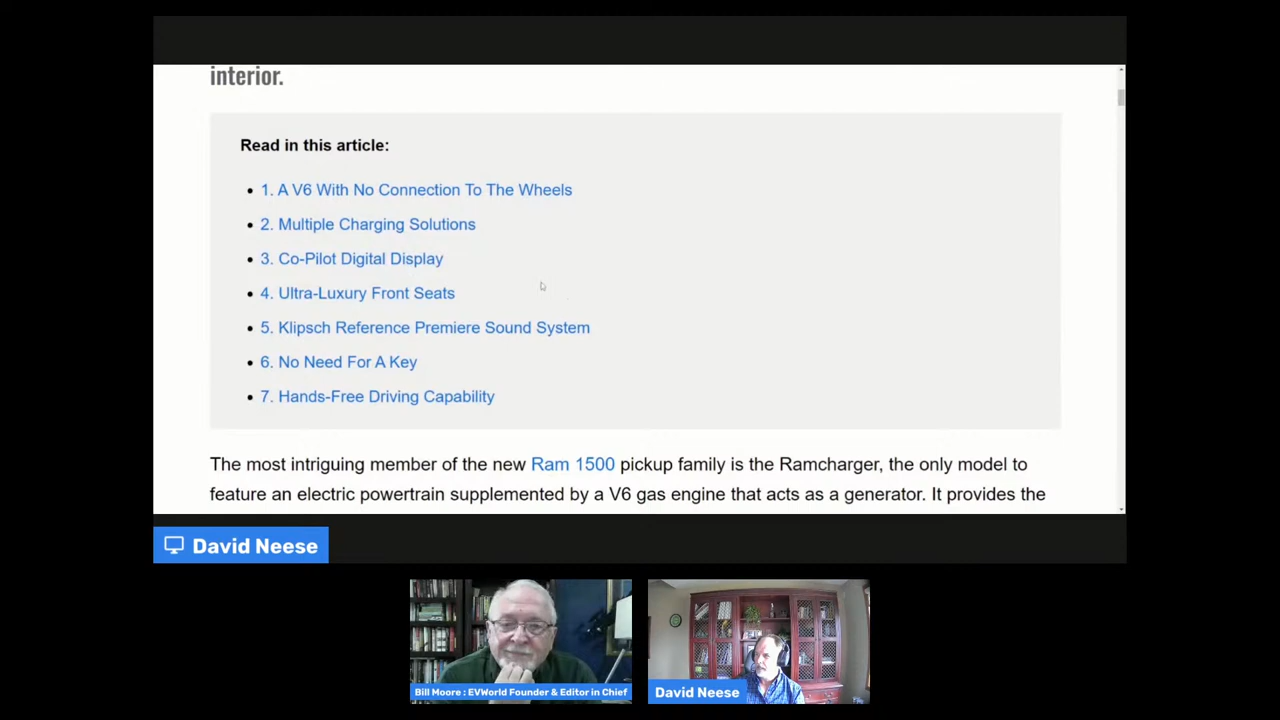 interior.
Read in this article:
• 1. A V6 With No Connection To The Wheels
• 2. Multiple Charging Solutions
• 3. Co-Pilot Digital Display
• 4. Ultra-Luxury Front Seats
• 5. Klipsch Reference Premiere Sound System
• 6. No Need For A Key
• 7. Hands-Free Driving Capability
The most intriguing member of the new Ram 1500 pickup family is the Ramcharger, the only model to
feature an electric powertrain supplemented by a V6 gas engine that acts as a generator. It provides the
David Neese
Bill Moore : EVWorld Founder & Editor in Chief
David Neese